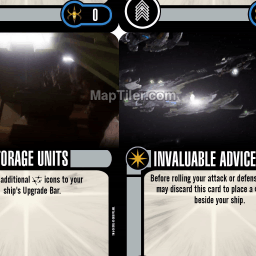 0
MapTiler.com
ORAGE UNITS
additional icons to your
ship's Upgrade Bar.
INVALUABLE ADVICE
Before rolling your attack or defens
may discard this card to place a
beside your ship.